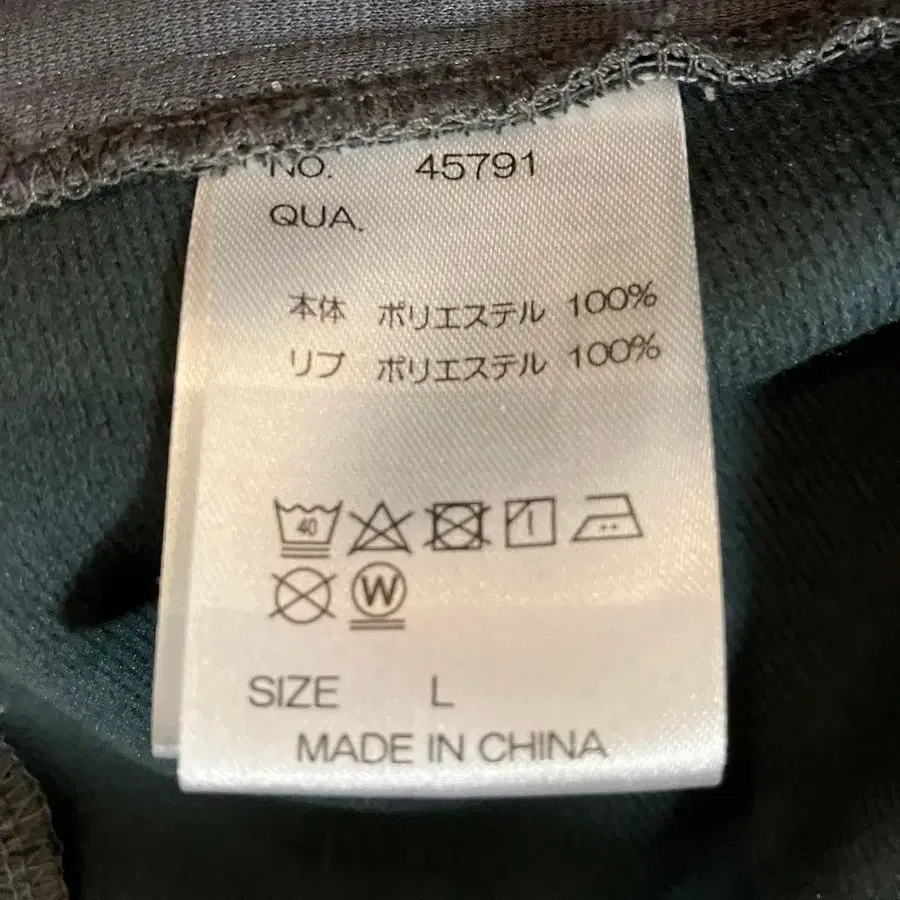 NO. 45791
QUA.
本体 ポリエステル 100%
リブ ポリエステル 100%
40
W
SIZE L
MADE IN CHINA